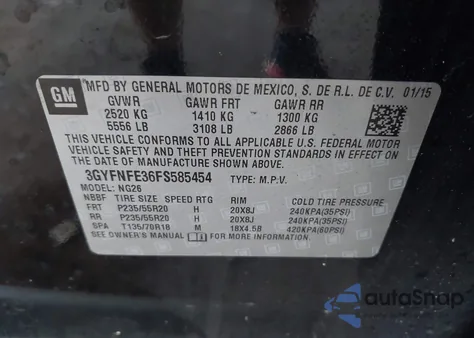 GM
MFD BY GENERAL MOTORS DE MEXICO, S. DE R.L. DE C.V. 01/15
GVWR GAWR FRT GAWR RR
2520 KG 1410 KG 1300 KG
5556 LB 3108 LB 2866 LB
THIS VEHICLE CONFORMS TO ALL APPLICABLE U.S. FEDERAL MOTOR
VEHICLE SAFETY, BUMPER, AND THEFT PREVENTION STANDARDS IN
EFFECT ON THE DATE OF MANUFACTURE SHOWN ABOVE.
3GYFNFE36FS585454 TYPE: M.P.V.
MODEL: NG26
NBBF TIRE SIZE SPEED RTG RIM COLD TIRE PRESSURE
FRT P235/55R20 H 20X8J 240KPA(35PSI)
RR P235/55R20 H 20X8J 240KPA(35PSI)
SPA T135/70R18 M 18X4.5B 420KPA(60PSI)
SEE OWNER'S MANUAL FOR MORE INFORMATION
autoSnap